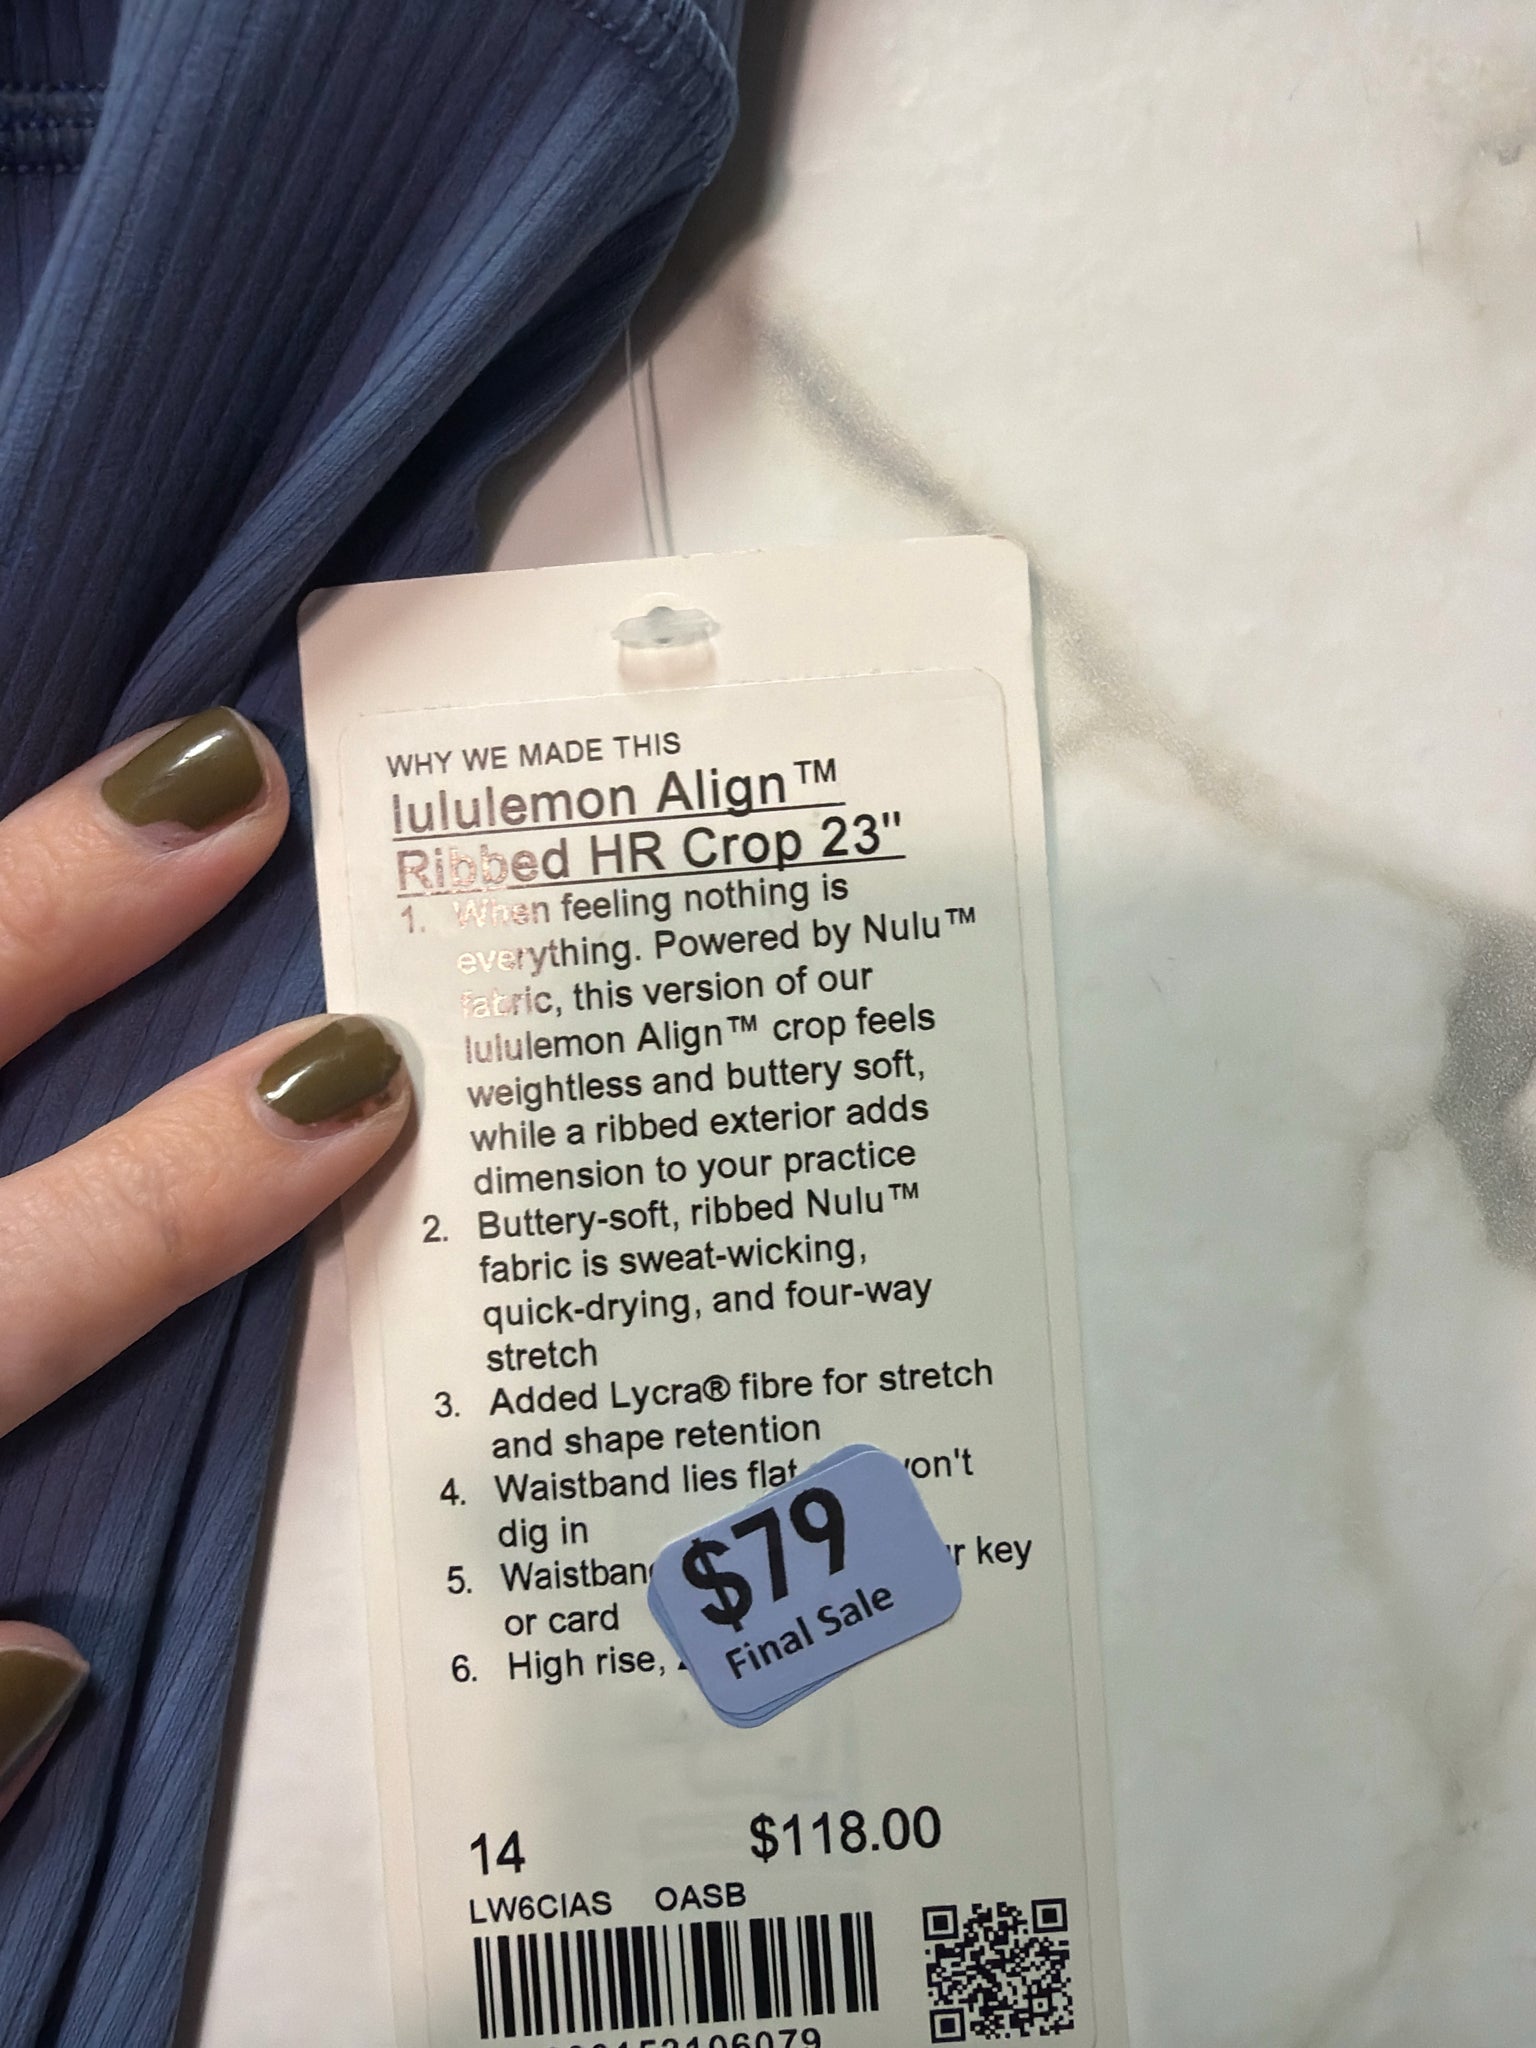 WHY WE MADE THIS
lululemon Align™
Ribbed HR Crop 23"
1. When feeling nothing is
everything. Powered by Nulu™
fabric, this version of our
lululemon Align™ crop feels
weightless and buttery soft,
while a ribbed exterior adds
dimension to your practice
2. Buttery-soft, ribbed Nulu™
fabric is sweat-wicking,
quick-drying, and four-way
stretch
3. Added Lycra® fibre for stretch
and shape retention
4. Waistband lies flat
dig in
5. key
or card
6. High rise,
$79
Final Sale
14 $118.00
LW6CIAS OASB